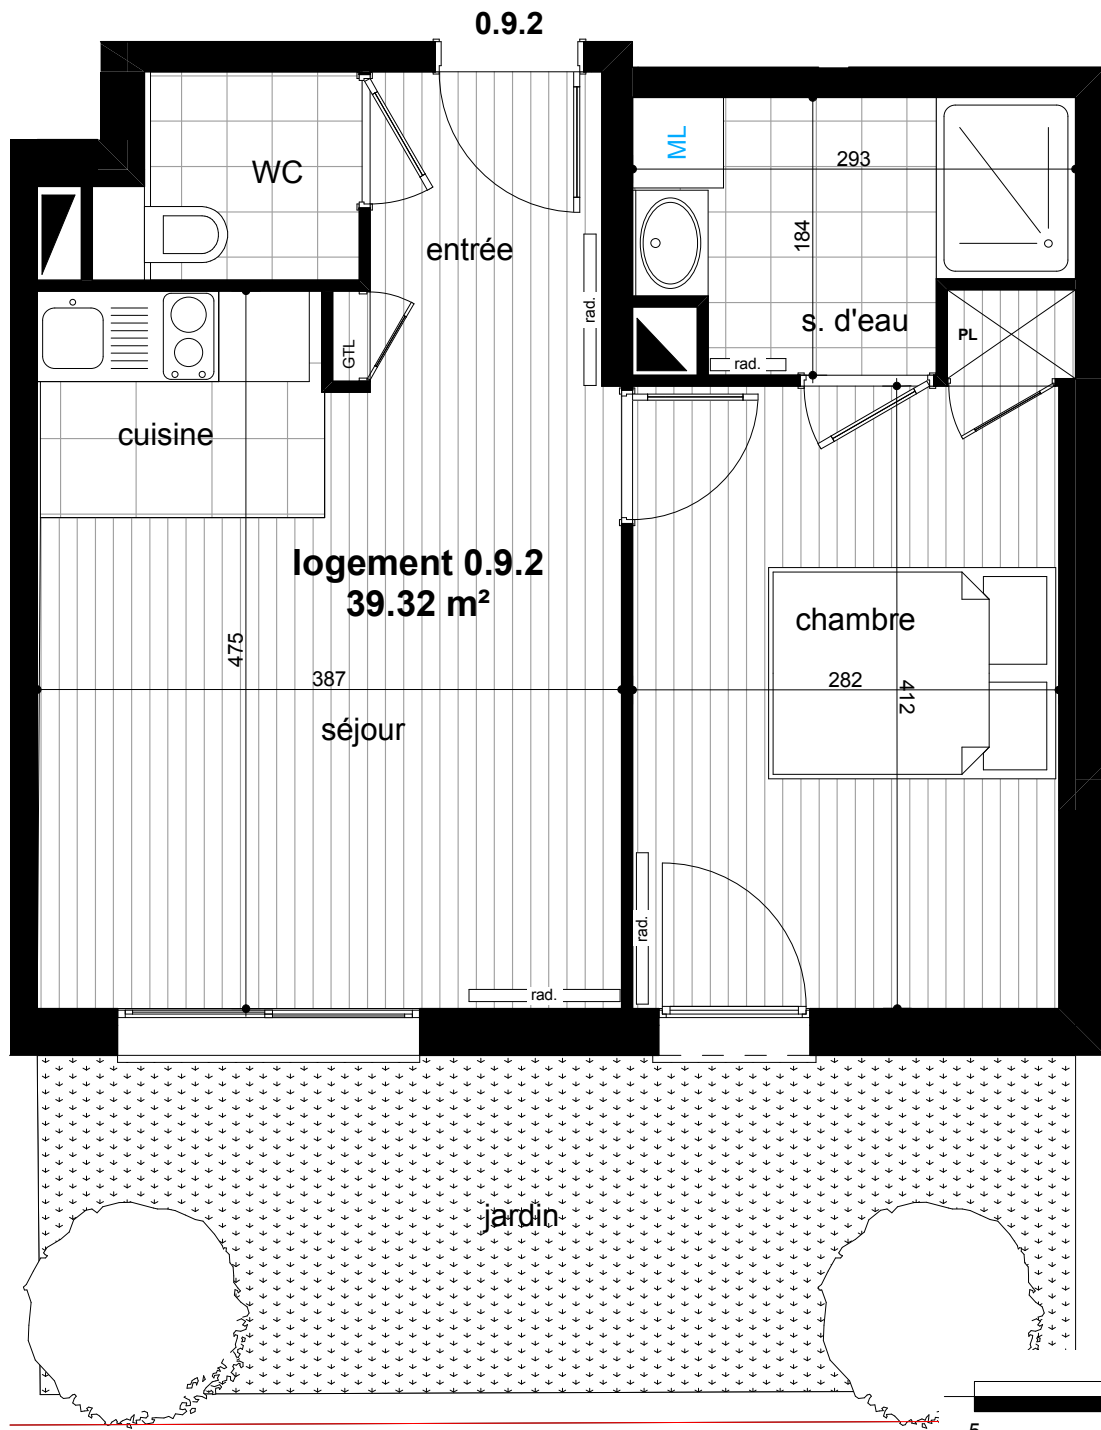 0.9.2
ML
WC
293
184
entrée
rad.
s. d'eau
PL
GTL
rad.
cuisine
logement 0.9.2
39.32 m²
chambre
475
387
282
412
séjour
rad.
rad.
jardin
5